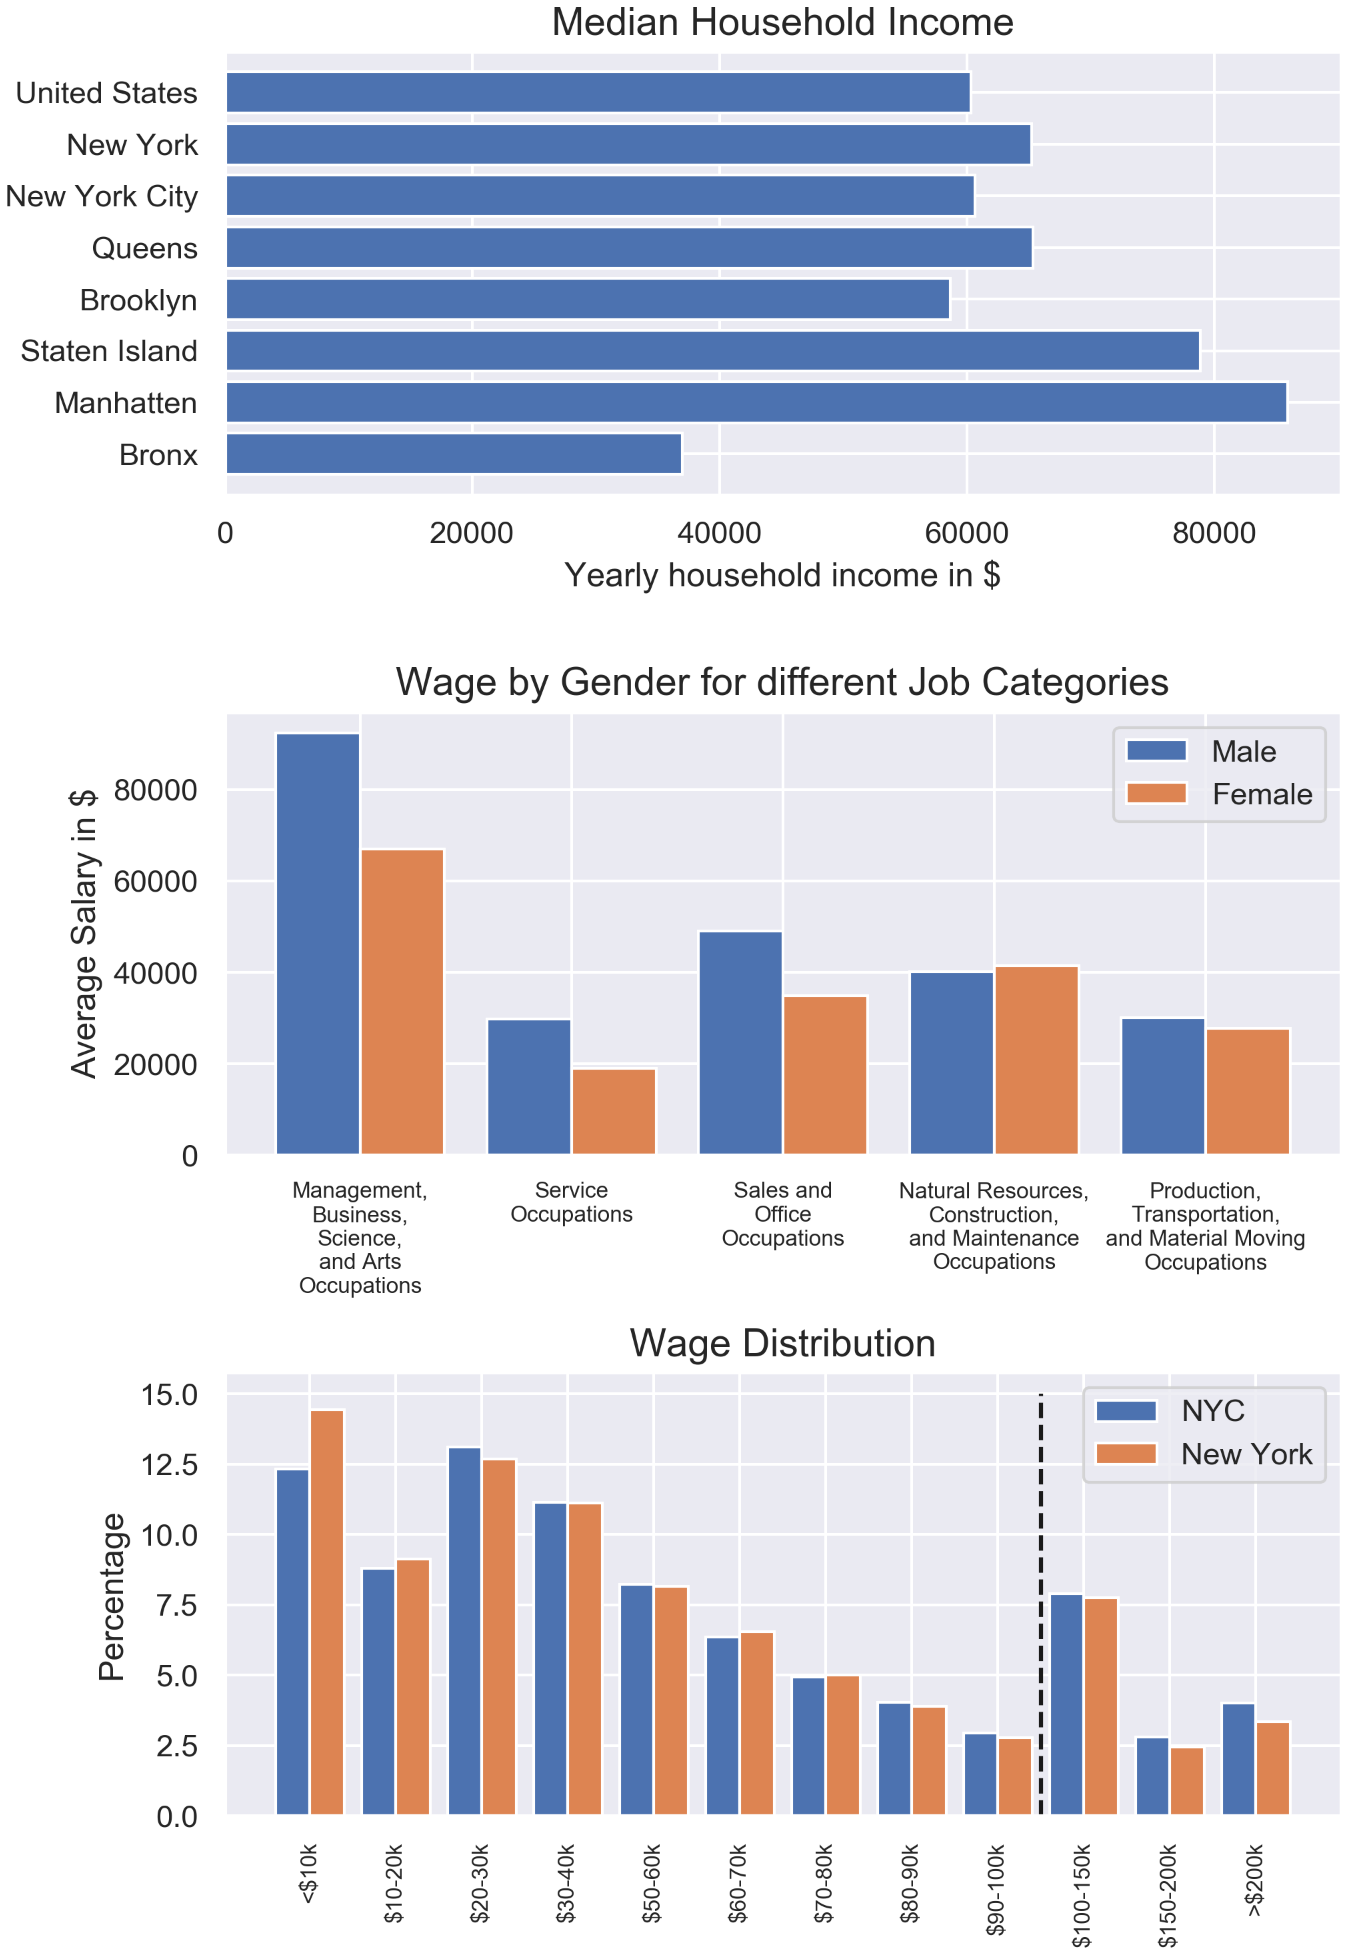 Median Household Income
United States
New York
New York City
Queens
Brooklyn
Staten Island
Manhatten
Bronx
0 20000 40000 60000 80000
Yearly household income in $
Wage by Gender for different Job Categories
Average Salary in $
80000
60000
40000
20000
0
Male
Female
Management,
Business,
Science,
and Arts
Occupations
Service
Occupations
Sales and
Office
Occupations
Natural Resources,
Construction,
and Maintenance
Occupations
Production,
Transportation,
and Material Moving
Occupations
Wage Distribution
Percentage
15.0
12.5
10.0
7.5
5.0
2.5
0.0
NYC
New York
<$10k
$10-20k
$20-30k
$30-40k
$50-60k
$60-70k
$70-80k
$80-90k
$90-100k
$100-150k
$150-200k
>$200k